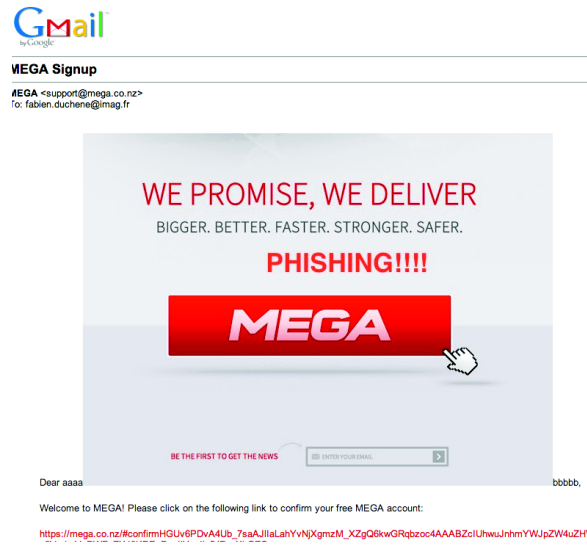 Gmail
by Google
MEGA Signup
MEGA <support@mega.co.nz>
To: fabien.duchene@imag.fr
WE PROMISE, WE DELIVER
BIGGER. BETTER. FASTER. STRONGER. SAFER.
PHISHING!!!!
MEGA
BE THE FIRST TO GET THE NEWS
ENTER YOUR EMAIL
Dear aaaa bbbbb,
Welcome to MEGA! Please click on the following link to confirm your free MEGA account:
https://mega.co.nz/#confirmHGUv6PDvA4Ub_7saAJIlaLahYvNjXgmzM_XZgQ6kwGRqbzoc4AAABZcIUhwuJnhmYWJpZW4uZH